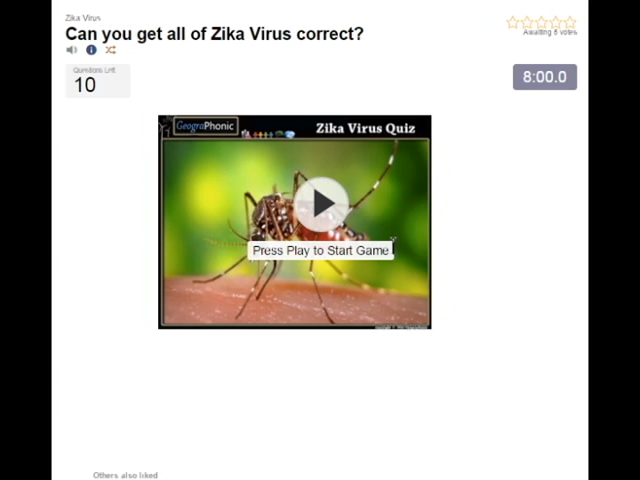 Zika Virus
Can you get all of Zika Virus correct?
Awaiting 5 votes
Questions Left
10
8:00.0
GeograPhonic
Zika Virus Quiz
Press Play to Start Game
Others also liked